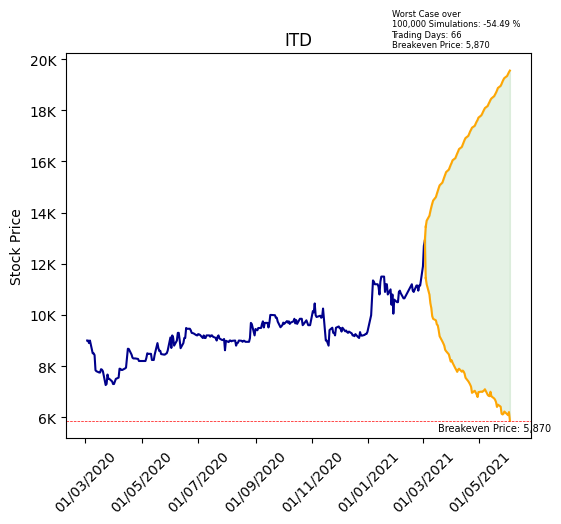 Worst Case over
100,000 Simulations: -54.49 %
Trading Days: 66
Breakeven Price: 5,870
ITD
20K
18K
16K
14K
12K
10K
8K
6K
Stock Price
Breakeven Price: 5,870
01/03/2020
01/05/2020
01/07/2020
01/09/2020
01/11/2020
01/01/2021
01/03/2021
01/05/2021